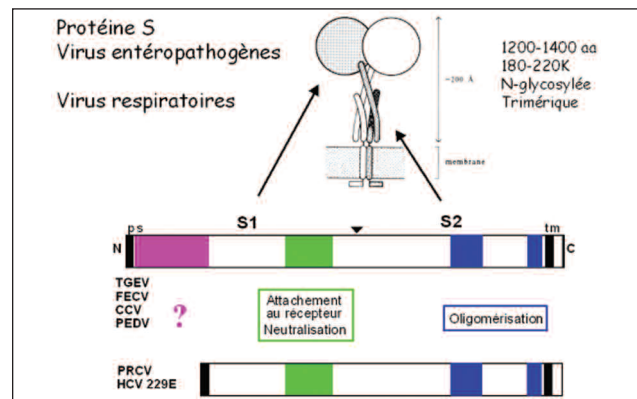 Protéine S
Virus entéropathogènes
Virus respiratoires
~200 Å
membrane
1200-1400 aa
180-220K
N-glycosylée
Trimérique
ps
S1
S2
tm
N
C
TGEV
FECV
CCV
PEDV
?
Attachement
au récepteur
Neutralisation
Oligomérisation
PRCV
HCV 229E